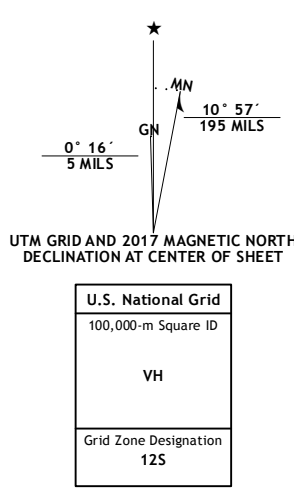 ★
MN
GN
10° 57´
195 MILS
0° 16´
5 MILS
UTM GRID AND 2017 MAGNETIC NORTH
DECLINATION AT CENTER OF SHEET
U.S. National Grid
100,000-m Square ID
VH
Grid Zone Designation
12S